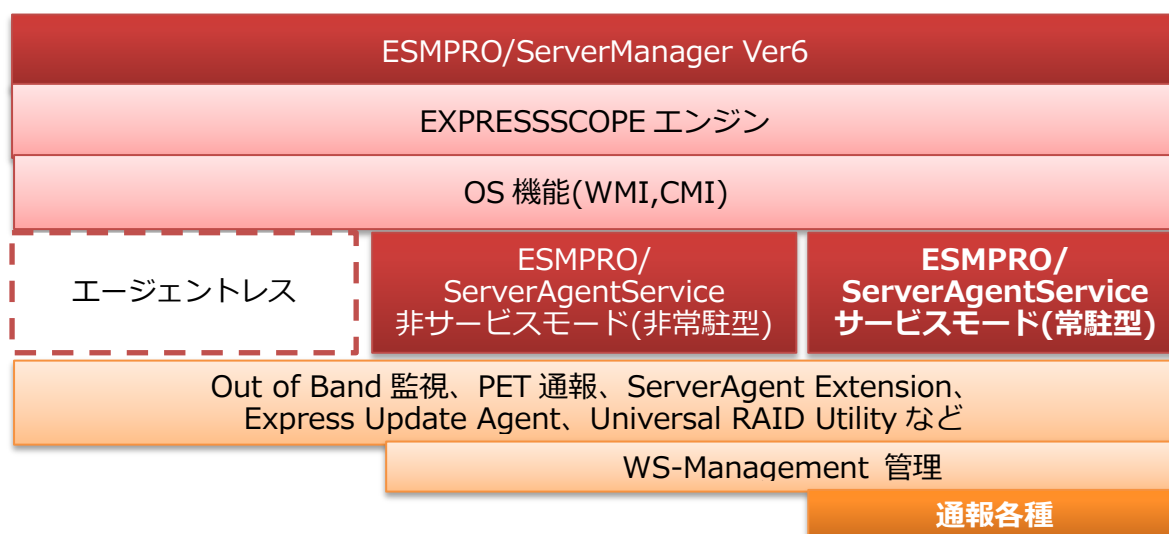 ESMPRO/ServerManager Ver6
EXPRESSSCOPE エンジン
OS 機能(WMI,CMI)
エージェントレス
ESMPRO/
ServerAgentService
非サービスモード(非常駐型)
ESMPRO/
ServerAgentService
サービスモード(常駐型)
Out of Band 監視、PET 通報、ServerAgent Extension、
Express Update Agent、Universal RAID Utility など
WS-Management 管理
通報各種